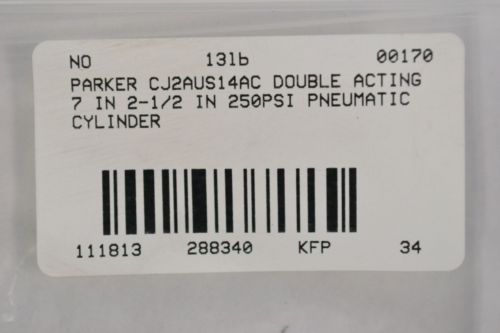 NO 13lb 00170
PARKER CJ2AUS14AC DOUBLE ACTING
7 IN 2-1/2 IN 250PSI PNEUMATIC
CYLINDER
111813 288340 KFP 34